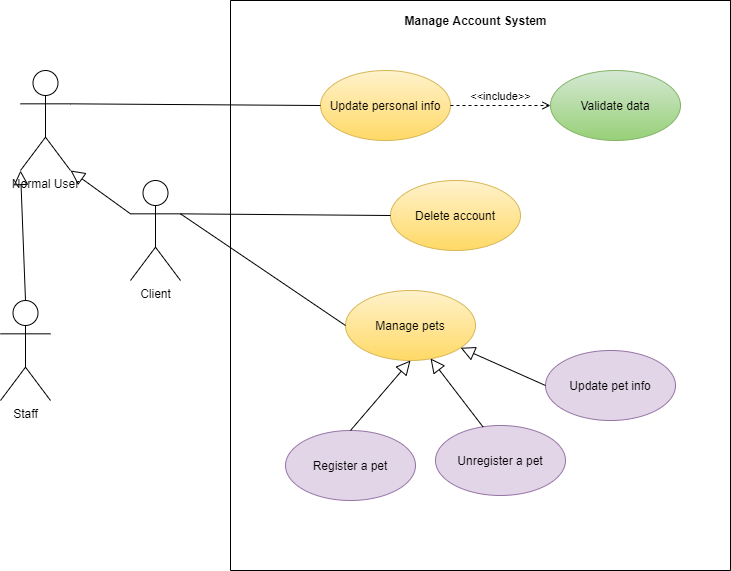 Manage Account System
Update personal info
<<include>>
Validate data
Normal User
Delete account
Client
Manage pets
Update pet info
Staff
Register a pet
Unregister a pet